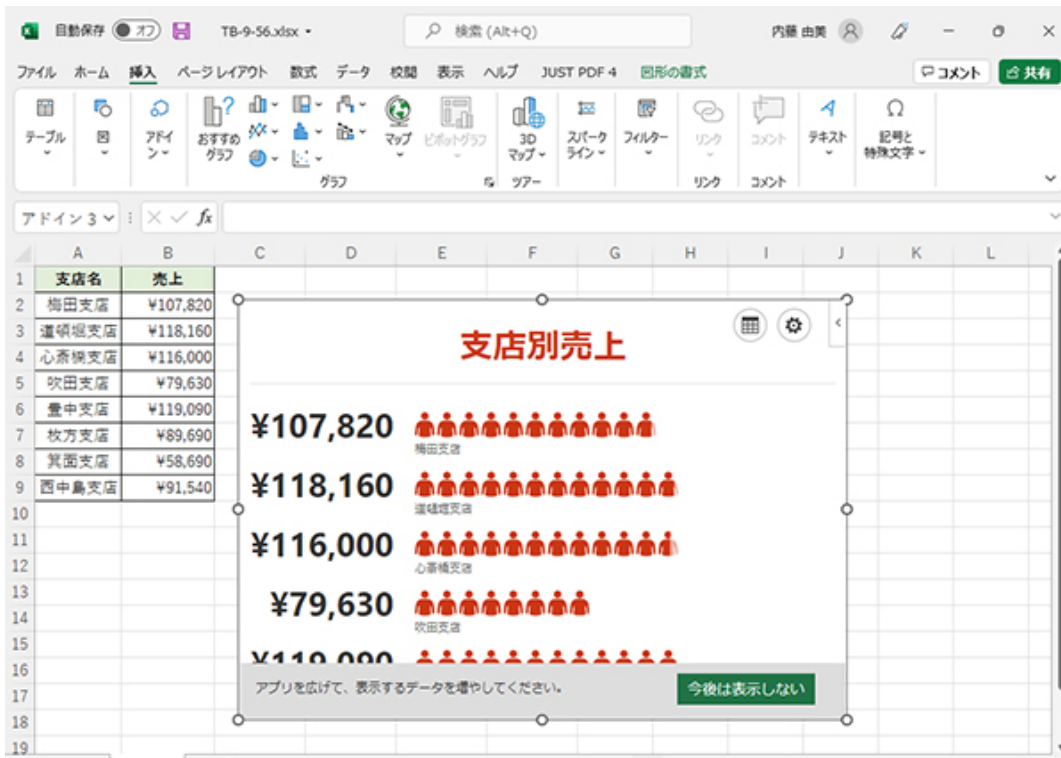 自動保存 オフ TB-9-56.xlsx 検索 (Alt+Q) 内藤 由美
ファイル ホーム 挿入 ページ レイアウト 数式 データ 校閲 表示 ヘルプ JUST PDF 4 図形の書式 コメント 共有
テーブル 図 アドイン おすすめグラフ マップ ピボットグラフ 3Dマップ スパークライン フィルター リンク コメント テキスト 記号と特殊文字
グラフ ツアー リンク コメント
アドイン 3 fx
A B C D E F G H I J K L
1 支店名 売上
2 梅田支店 ¥107,820
3 道頓堀支店 ¥118,160
4 心斎橋支店 ¥116,000
5 吹田支店 ¥79,630
6 豊中支店 ¥119,090
7 枚方支店 ¥89,690
8 箕面支店 ¥58,690
9 西中島支店 ¥91,540
10
11
12
13
14
15
16
17
18
19
支店別売上
¥107,820
梅田支店
¥118,160
道頓堀支店
¥116,000
心斎橋支店
¥79,630
吹田支店
¥119,090
アプリを広げて、表示するデータを増やしてください。 今後は表示しない